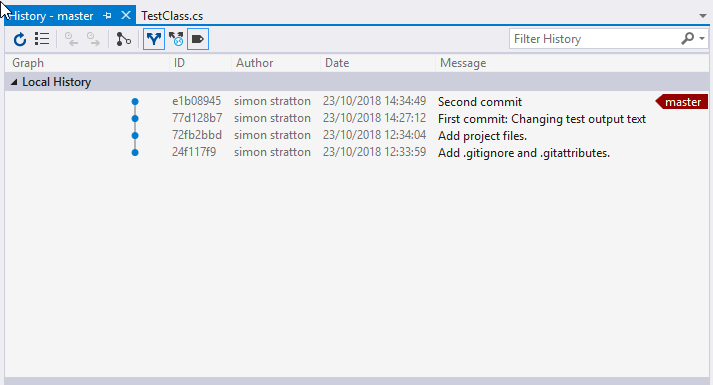 History - master TestClass.cs
Filter History
Graph ID Author Date Message
Local History
e1b08945 simon stratton 23/10/2018 14:34:49 Second commit master
77d128b7 simon stratton 23/10/2018 14:27:12 First commit: Changing test output text
72fb2bbd simon stratton 23/10/2018 12:34:04 Add project files.
24f117f9 simon stratton 23/10/2018 12:33:59 Add .gitignore and .gitattributes.